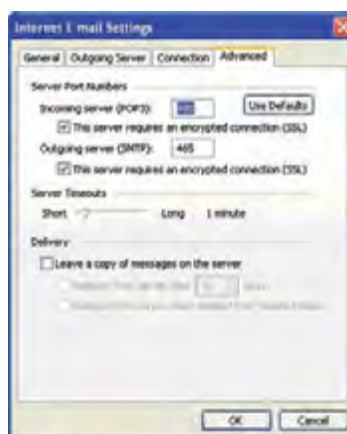 Internet E-mail Settings
General Outgoing Server Connection Advanced
Server Port Numbers
Incoming server (POP3): Use Defaults
This server requires an encrypted connection (SSL)
Outgoing server (SMTP): 465
This server requires an encrypted connection (SSL)
Server Timeouts
Short Long 1 minute
Delivery
Leave a copy of messages on the server
OK Cancel